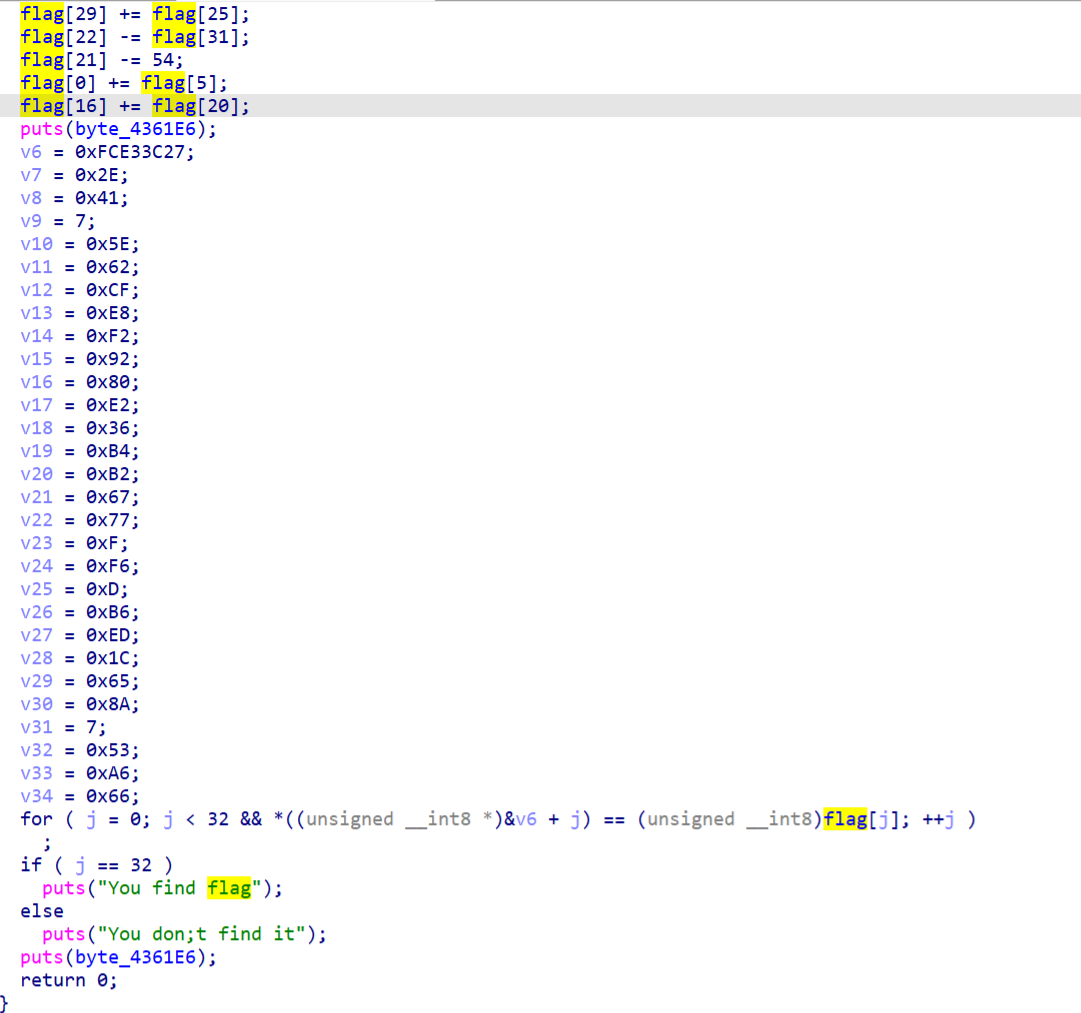 flag[29] += flag[25];
flag[22] -= flag[31];
flag[21] -= 54;
flag[0] += flag[5];
flag[16] += flag[20];
puts(byte_4361E6);
v6 = 0xFCE33C27;
v7 = 0x2E;
v8 = 0x41;
v9 = 7;
v10 = 0x5E;
v11 = 0x62;
v12 = 0xCF;
v13 = 0xE8;
v14 = 0xF2;
v15 = 0x92;
v16 = 0x80;
v17 = 0xE2;
v18 = 0x36;
v19 = 0xB4;
v20 = 0xB2;
v21 = 0x67;
v22 = 0x77;
v23 = 0xF;
v24 = 0xF6;
v25 = 0xD;
v26 = 0xB6;
v27 = 0xED;
v28 = 0x1C;
v29 = 0x65;
v30 = 0x8A;
v31 = 7;
v32 = 0x53;
v33 = 0xA6;
v34 = 0x66;
for ( j = 0; j < 32 && *((unsigned __int8 *)&v6 + j) == (unsigned __int8)flag[j]; ++j )
;
if ( j == 32 )
puts("You find flag");
else
puts("You don;t find it");
puts(byte_4361E6);
return 0;
}